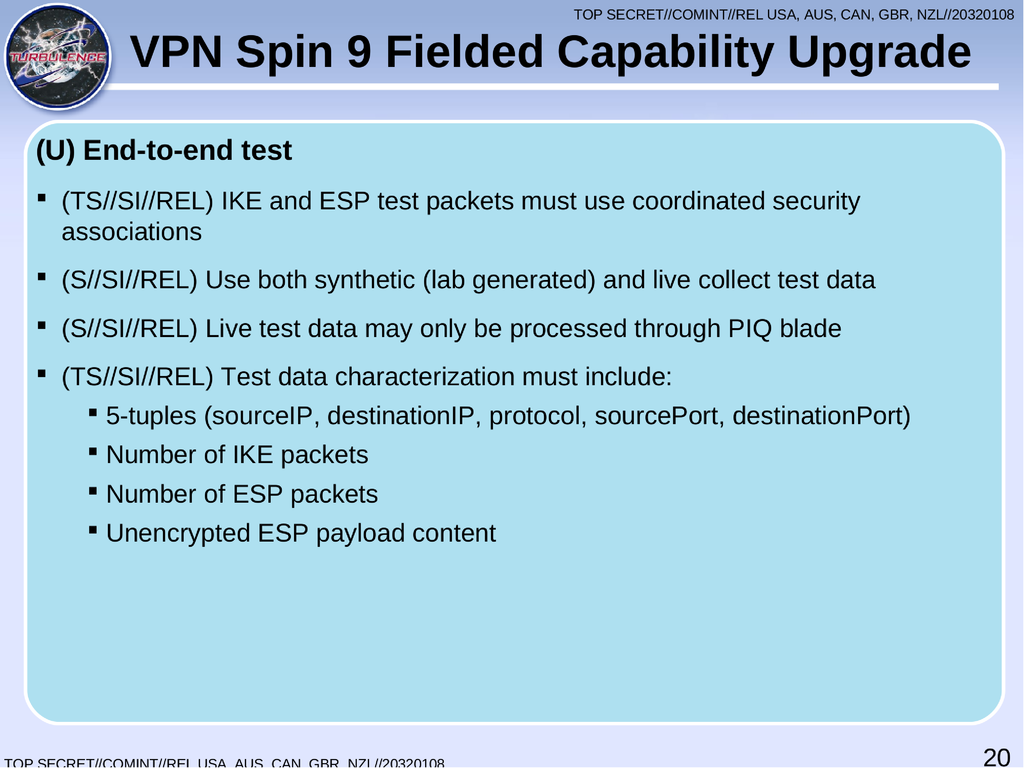 TOP SECRET//COMINT//REL USA, AUS, CAN, GBR, NZL//20320108
TURBULENCE
VPN Spin 9 Fielded Capability Upgrade
(U) End-to-end test
▪ (TS//SI//REL) IKE and ESP test packets must use coordinated security
associations
▪ (S//SI//REL) Use both synthetic (lab generated) and live collect test data
▪ (S//SI//REL) Live test data may only be processed through PIQ blade
▪ (TS//SI//REL) Test data characterization must include:
▪ 5-tuples (sourceIP, destinationIP, protocol, sourcePort, destinationPort)
▪ Number of IKE packets
▪ Number of ESP packets
▪ Unencrypted ESP payload content
20
TOP SECRET//COMINT//REL USA, AUS, CAN, GBR, NZL//20320108